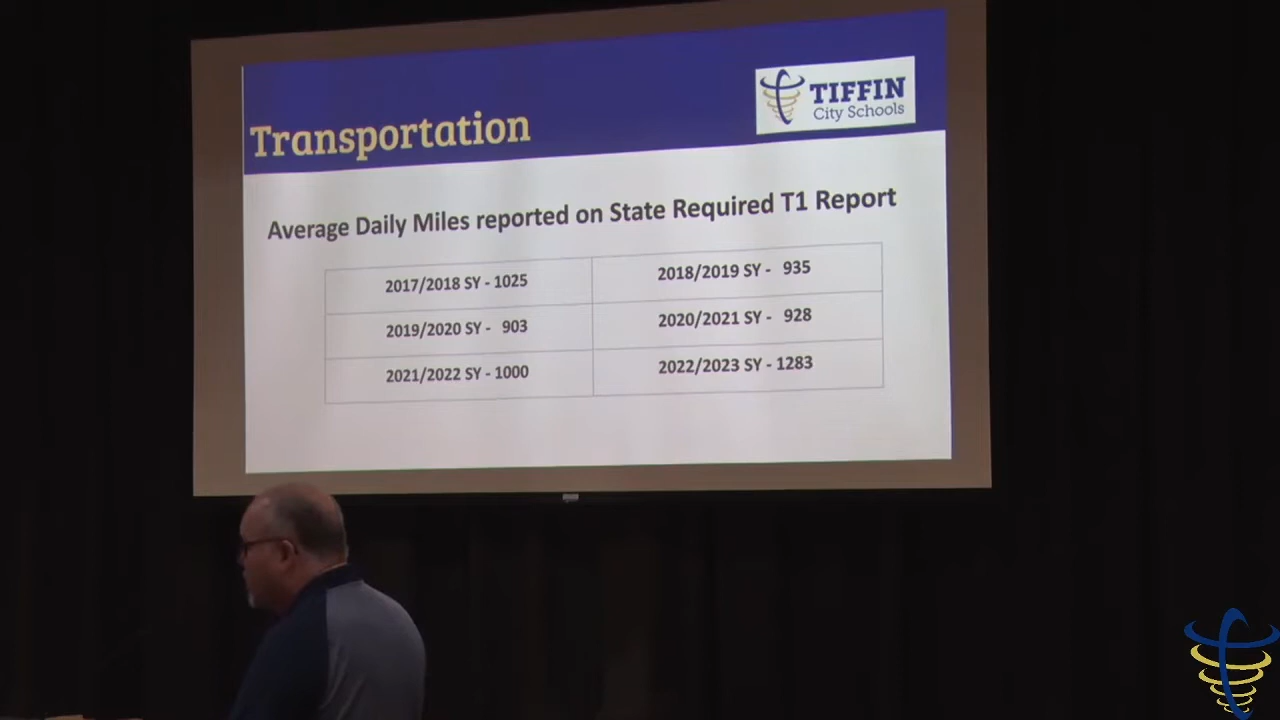 TIFFIN
City Schools
Transportation
Average Daily Miles reported on State Required T1 Report
2017/2018 SY - 1025
2018/2019 SY - 935
2019/2020 SY - 903
2020/2021 SY - 928
2021/2022 SY - 1000
2022/2023 SY - 1283